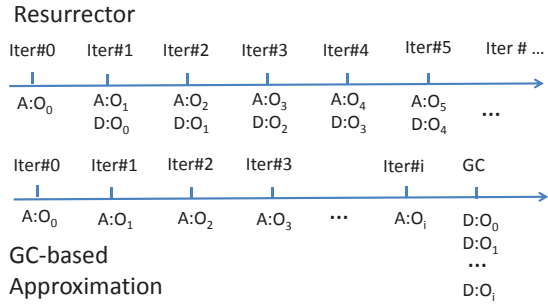 Resurrector
Iter#0 Iter#1 Iter#2 Iter#3 Iter#4 Iter#5 Iter # ...
A:O₀ A:O₁ A:O₂ A:O₃ A:O₄ A:O₅
D:O₀ D:O₁ D:O₂ D:O₃ D:O₄ ...
Iter#0 Iter#1 Iter#2 Iter#3 Iter#i GC
A:O₀ A:O₁ A:O₂ A:O₃ ... A:Oᵢ D:O₀
D:O₁
GC-based
...
Approximation
D:Oᵢ